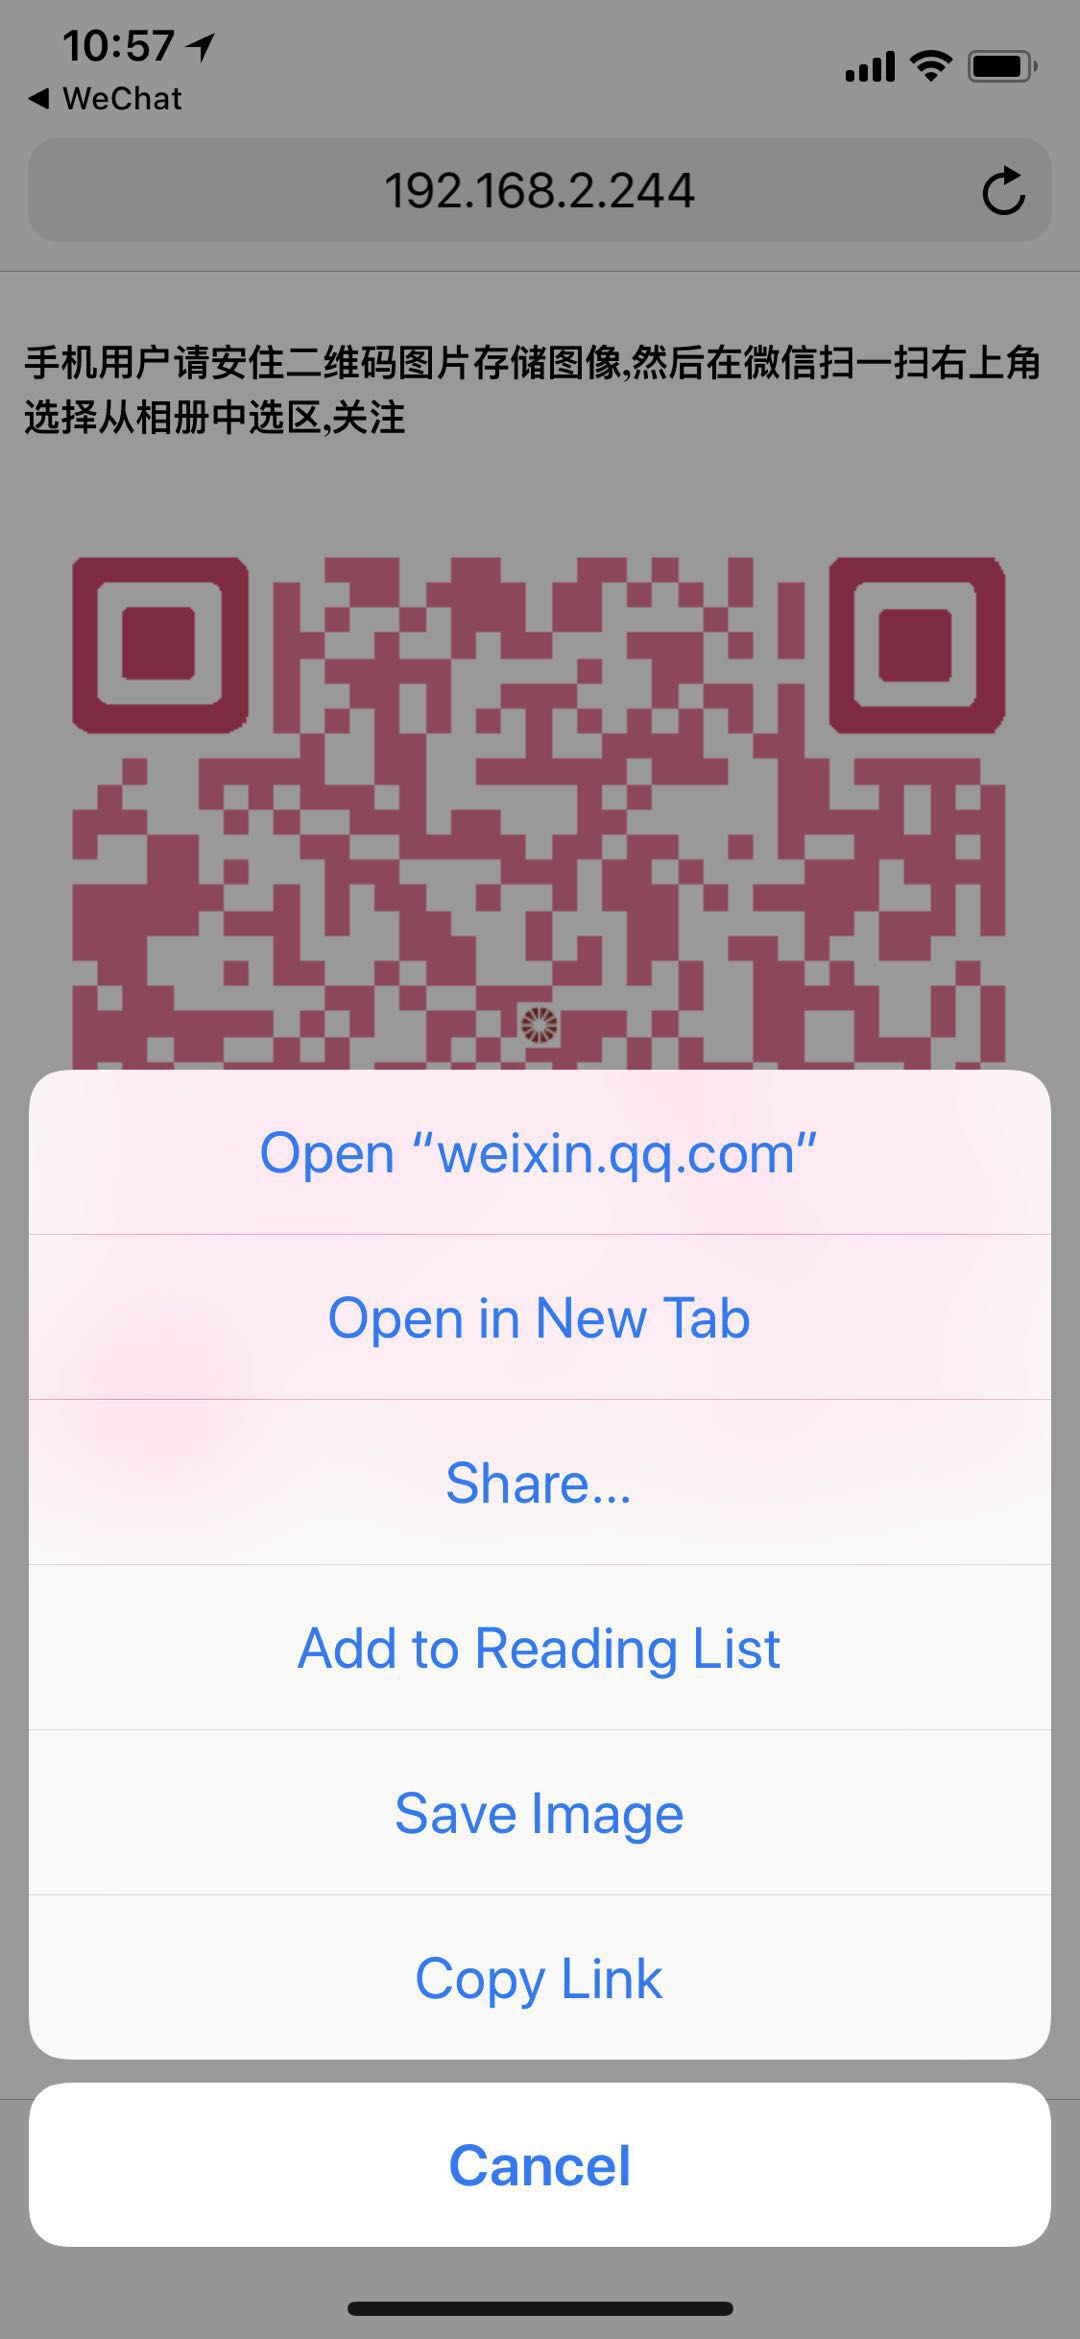 10:57
WeChat
192.168.2.244
手机用户请安住二维码图片存储图像,然后在微信扫一扫右上角
选择从相册中选区,关注
Open “weixin.qq.com”
Open in New Tab
Share...
Add to Reading List
Save Image
Copy Link
Cancel